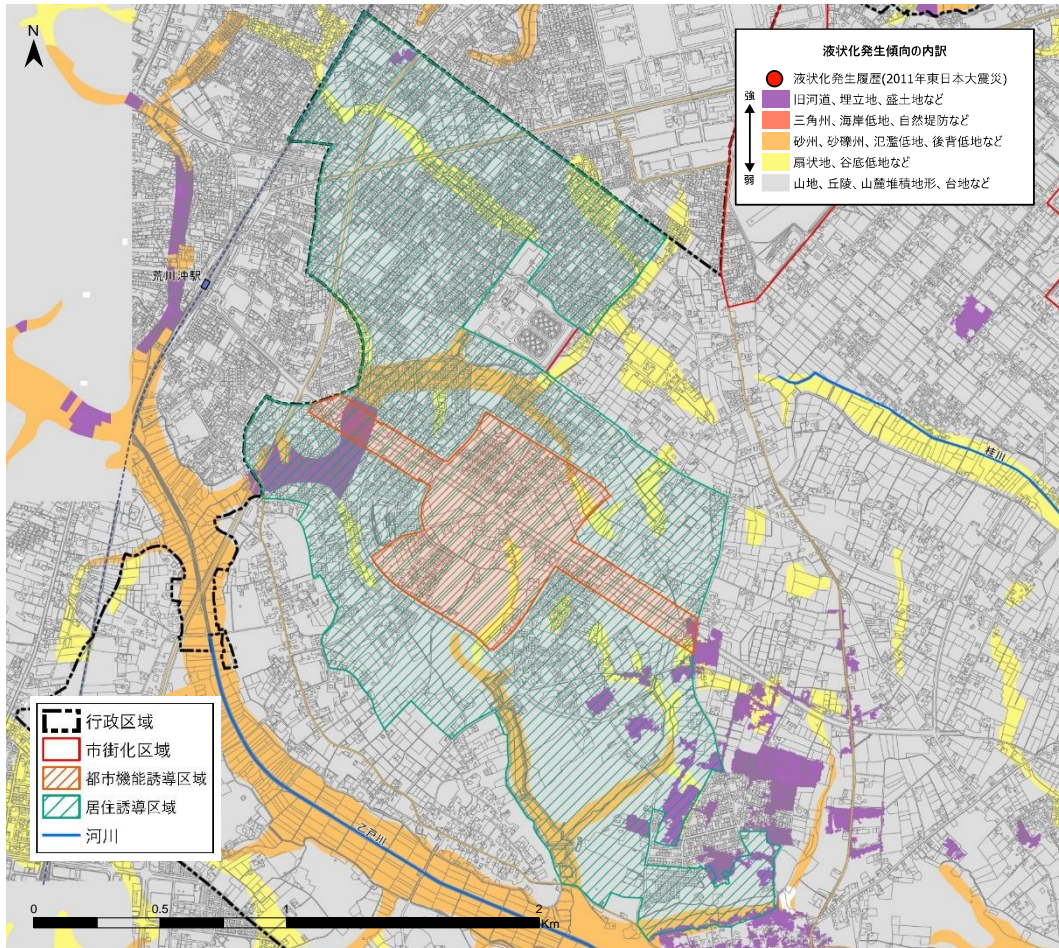 N
液状化発生傾向の内訳
液状化発生履歴(2011年東日本大震災)
強
旧河道、埋立地、盛土地など
三角州、海岸低地、自然堤防など
砂州、砂礫州、氾濫低地、後背低地など
扇状地、谷底低地など
弱
山地、丘陵、山麓堆積地形、台地など
荒川沖駅
桂川
行政区域
市街化区域
都市機能誘導区域
居住誘導区域
河川
乙戸川
0 0.5 1 2
Km